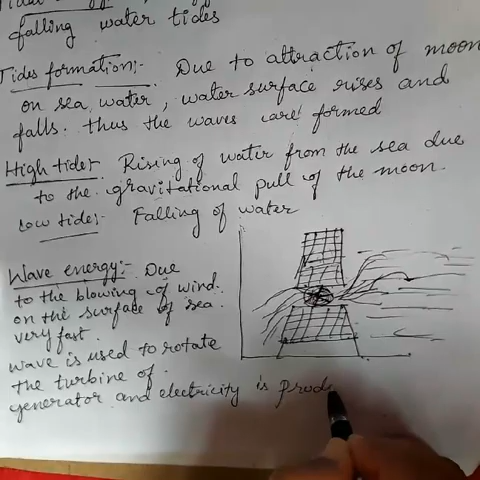 falling water tides
Tides formation:- Due to attraction of moon
on sea water, water surface rises and
falls. thus the waves are formed
High tide:- Rising of water from the sea due
to the gravitational pull of the moon.
Low tide:- Falling of water
Wave energy:- Due
to the blowing of wind
on the surface of sea.
very fast.
wave is used to rotate
the turbine of
generator and electricity is prod